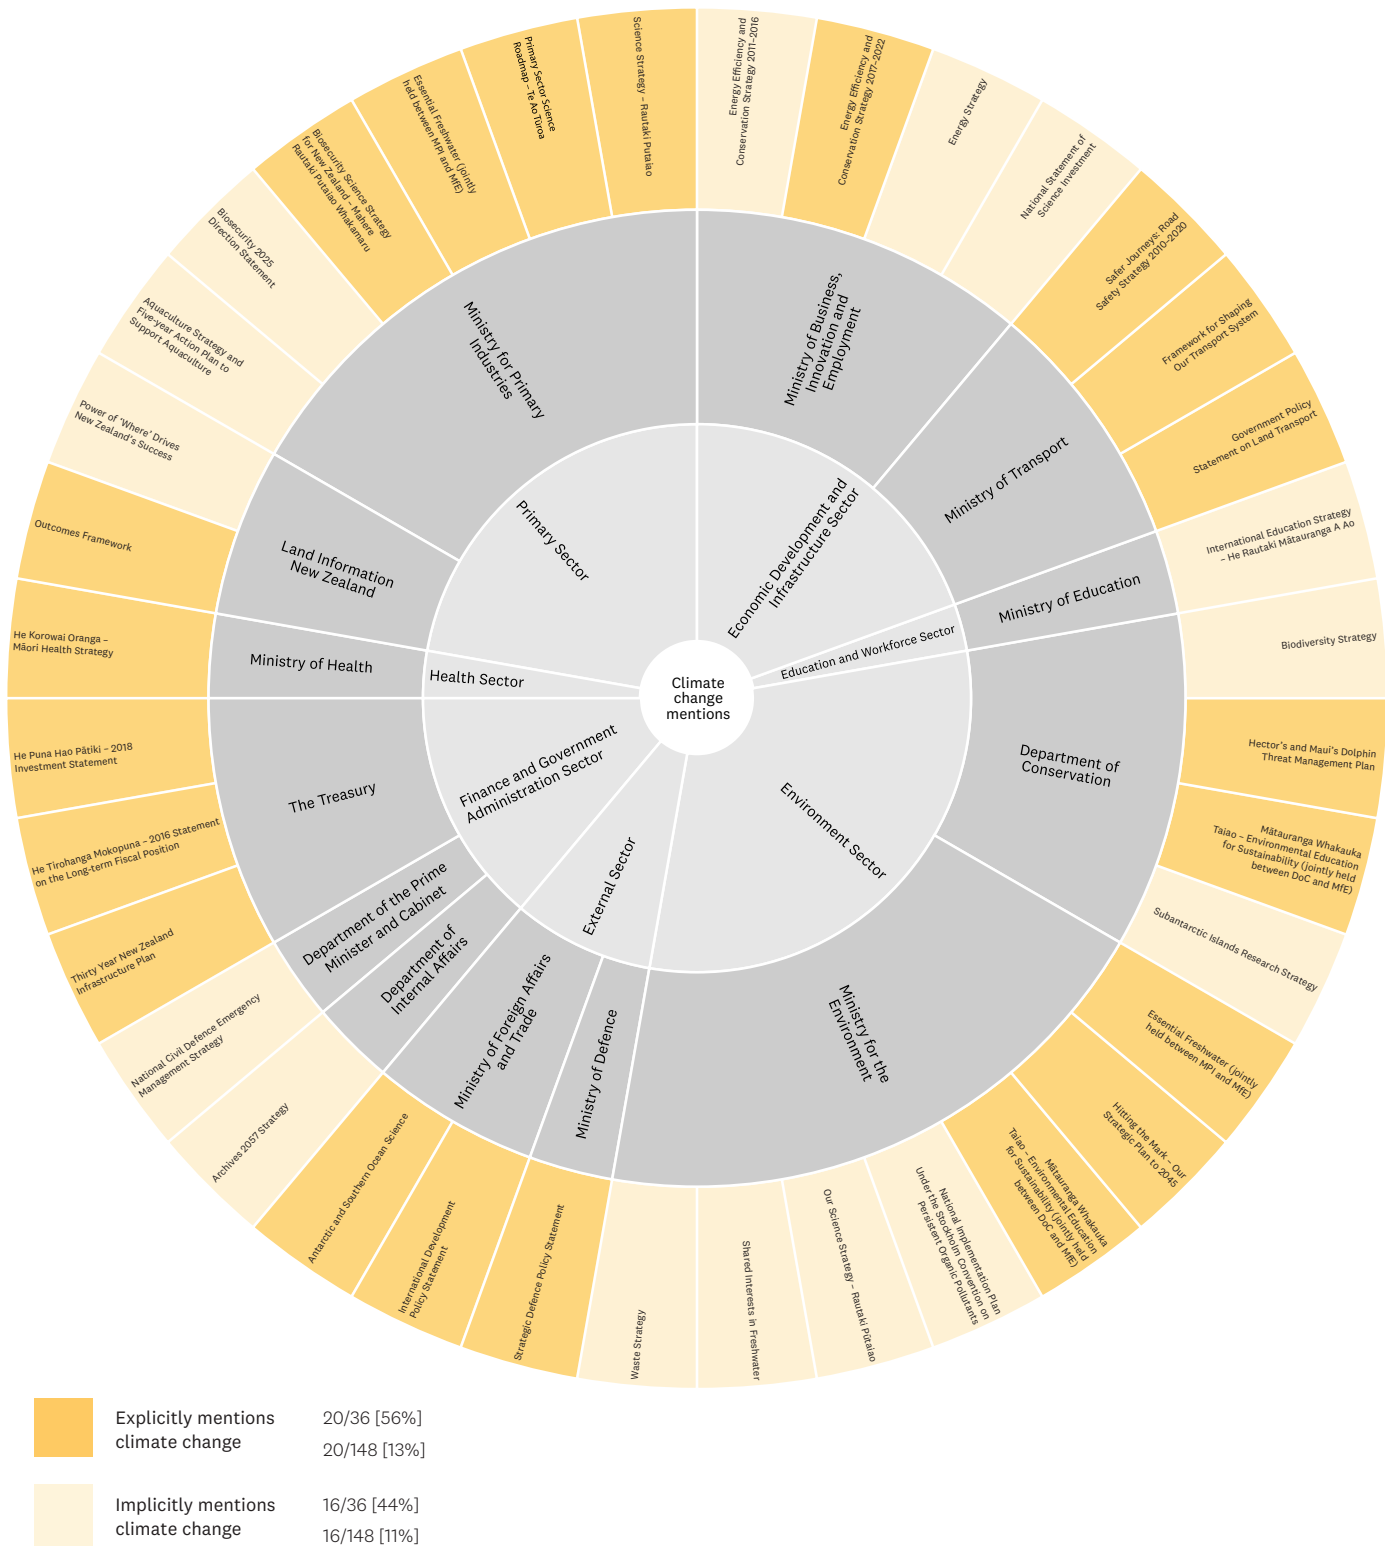 Climate
change
mentions
Economic Development and
Infrastructure Sector
Education and Workforce Sector
Environment Sector
External Sector
Finance and Government
Administration Sector
Health Sector
Primary Sector
Ministry of Business,
Innovation and
Employment
Ministry of Transport
Ministry of Education
Department of
Conservation
Ministry for the
Environment
Ministry of Defence
Ministry of Foreign Affairs
and Trade
Department of
Internal Affairs
Department of the Prime
Minister and Cabinet
The Treasury
Ministry of Health
Land Information
New Zealand
Ministry for Primary
Industries
Energy Efficiency and
Conservation Strategy 2011–2016
Energy Efficiency and
Conservation Strategy 2017–2022
Energy Strategy
National Statement of
Science Investment
Safer Journeys: Road
Safety Strategy 2010–2020
Framework for Shaping
Our Transport System
Government Policy
Statement on Land Transport
International Education Strategy
– He Rautaki Mātauranga A Ao
Biodiversity Strategy
Hector's and Maui's Dolphin
Threat Management Plan
Mātauranga Whakauka
Taiao – Environmental Education
for Sustainability (jointly held
between DoC and MfE)
Subantarctic Islands Research Strategy
Essential Freshwater (jointly
held between MPI and MfE)
Hitting the Mark – Our
Strategic Plan to 2045
Mātauranga Whakauka
Taiao – Environmental Education
for Sustainability (jointly held
between DoC and MfE)
National Implementation Plan
Under the Stockholm Convention on
Persistent Organic Pollutants
Our Science Strategy – Rautaki Pūtaiao
Shared Interests in Freshwater
Waste Strategy
Strategic Defence Policy Statement
International Development
Policy Statement
Antarctic and Southern Ocean Science
Archives 2057 Strategy
National Civil Defence Emergency
Management Strategy
Thirty Year New Zealand
Infrastructure Plan
He Tirohanga Mokopuna – 2016 Statement
on the Long-term Fiscal Position
He Puna Hao Pātiki – 2018
Investment Statement
He Korowai Oranga –
Māori Health Strategy
Outcomes Framework
Power of 'Where' Drives
New Zealand's Success
Aquaculture Strategy and
Five-year Action Plan to
Support Aquaculture
Biosecurity 2025
Direction Statement
Biosecurity Science Strategy
for New Zealand – Mahere
Rautaki Putaiao Whakamaru
Essential Freshwater (jointly
held between MPI and MfE)
Primary Sector Science
Roadmap – Te Ao Tūroa
Science Strategy – Rautaki Putaiao
Explicitly mentions
climate change
20/36 [56%]
20/148 [13%]
Implicitly mentions
climate change
16/36 [44%]
16/148 [11%]